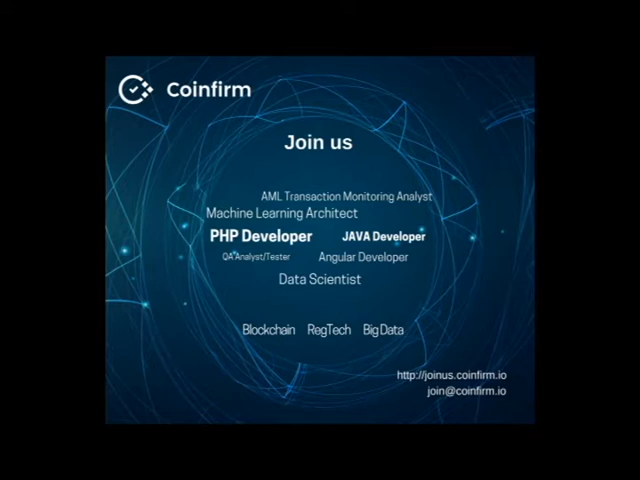 Coinfirm
Join us
AML Transaction Monitoring Analyst
Machine Learning Architect
PHP Developer JAVA Developer
QA Analyst/Tester Angular Developer
Data Scientist
Blockchain RegTech Big Data
http://joinus.coinfirm.io
join@coinfirm.io